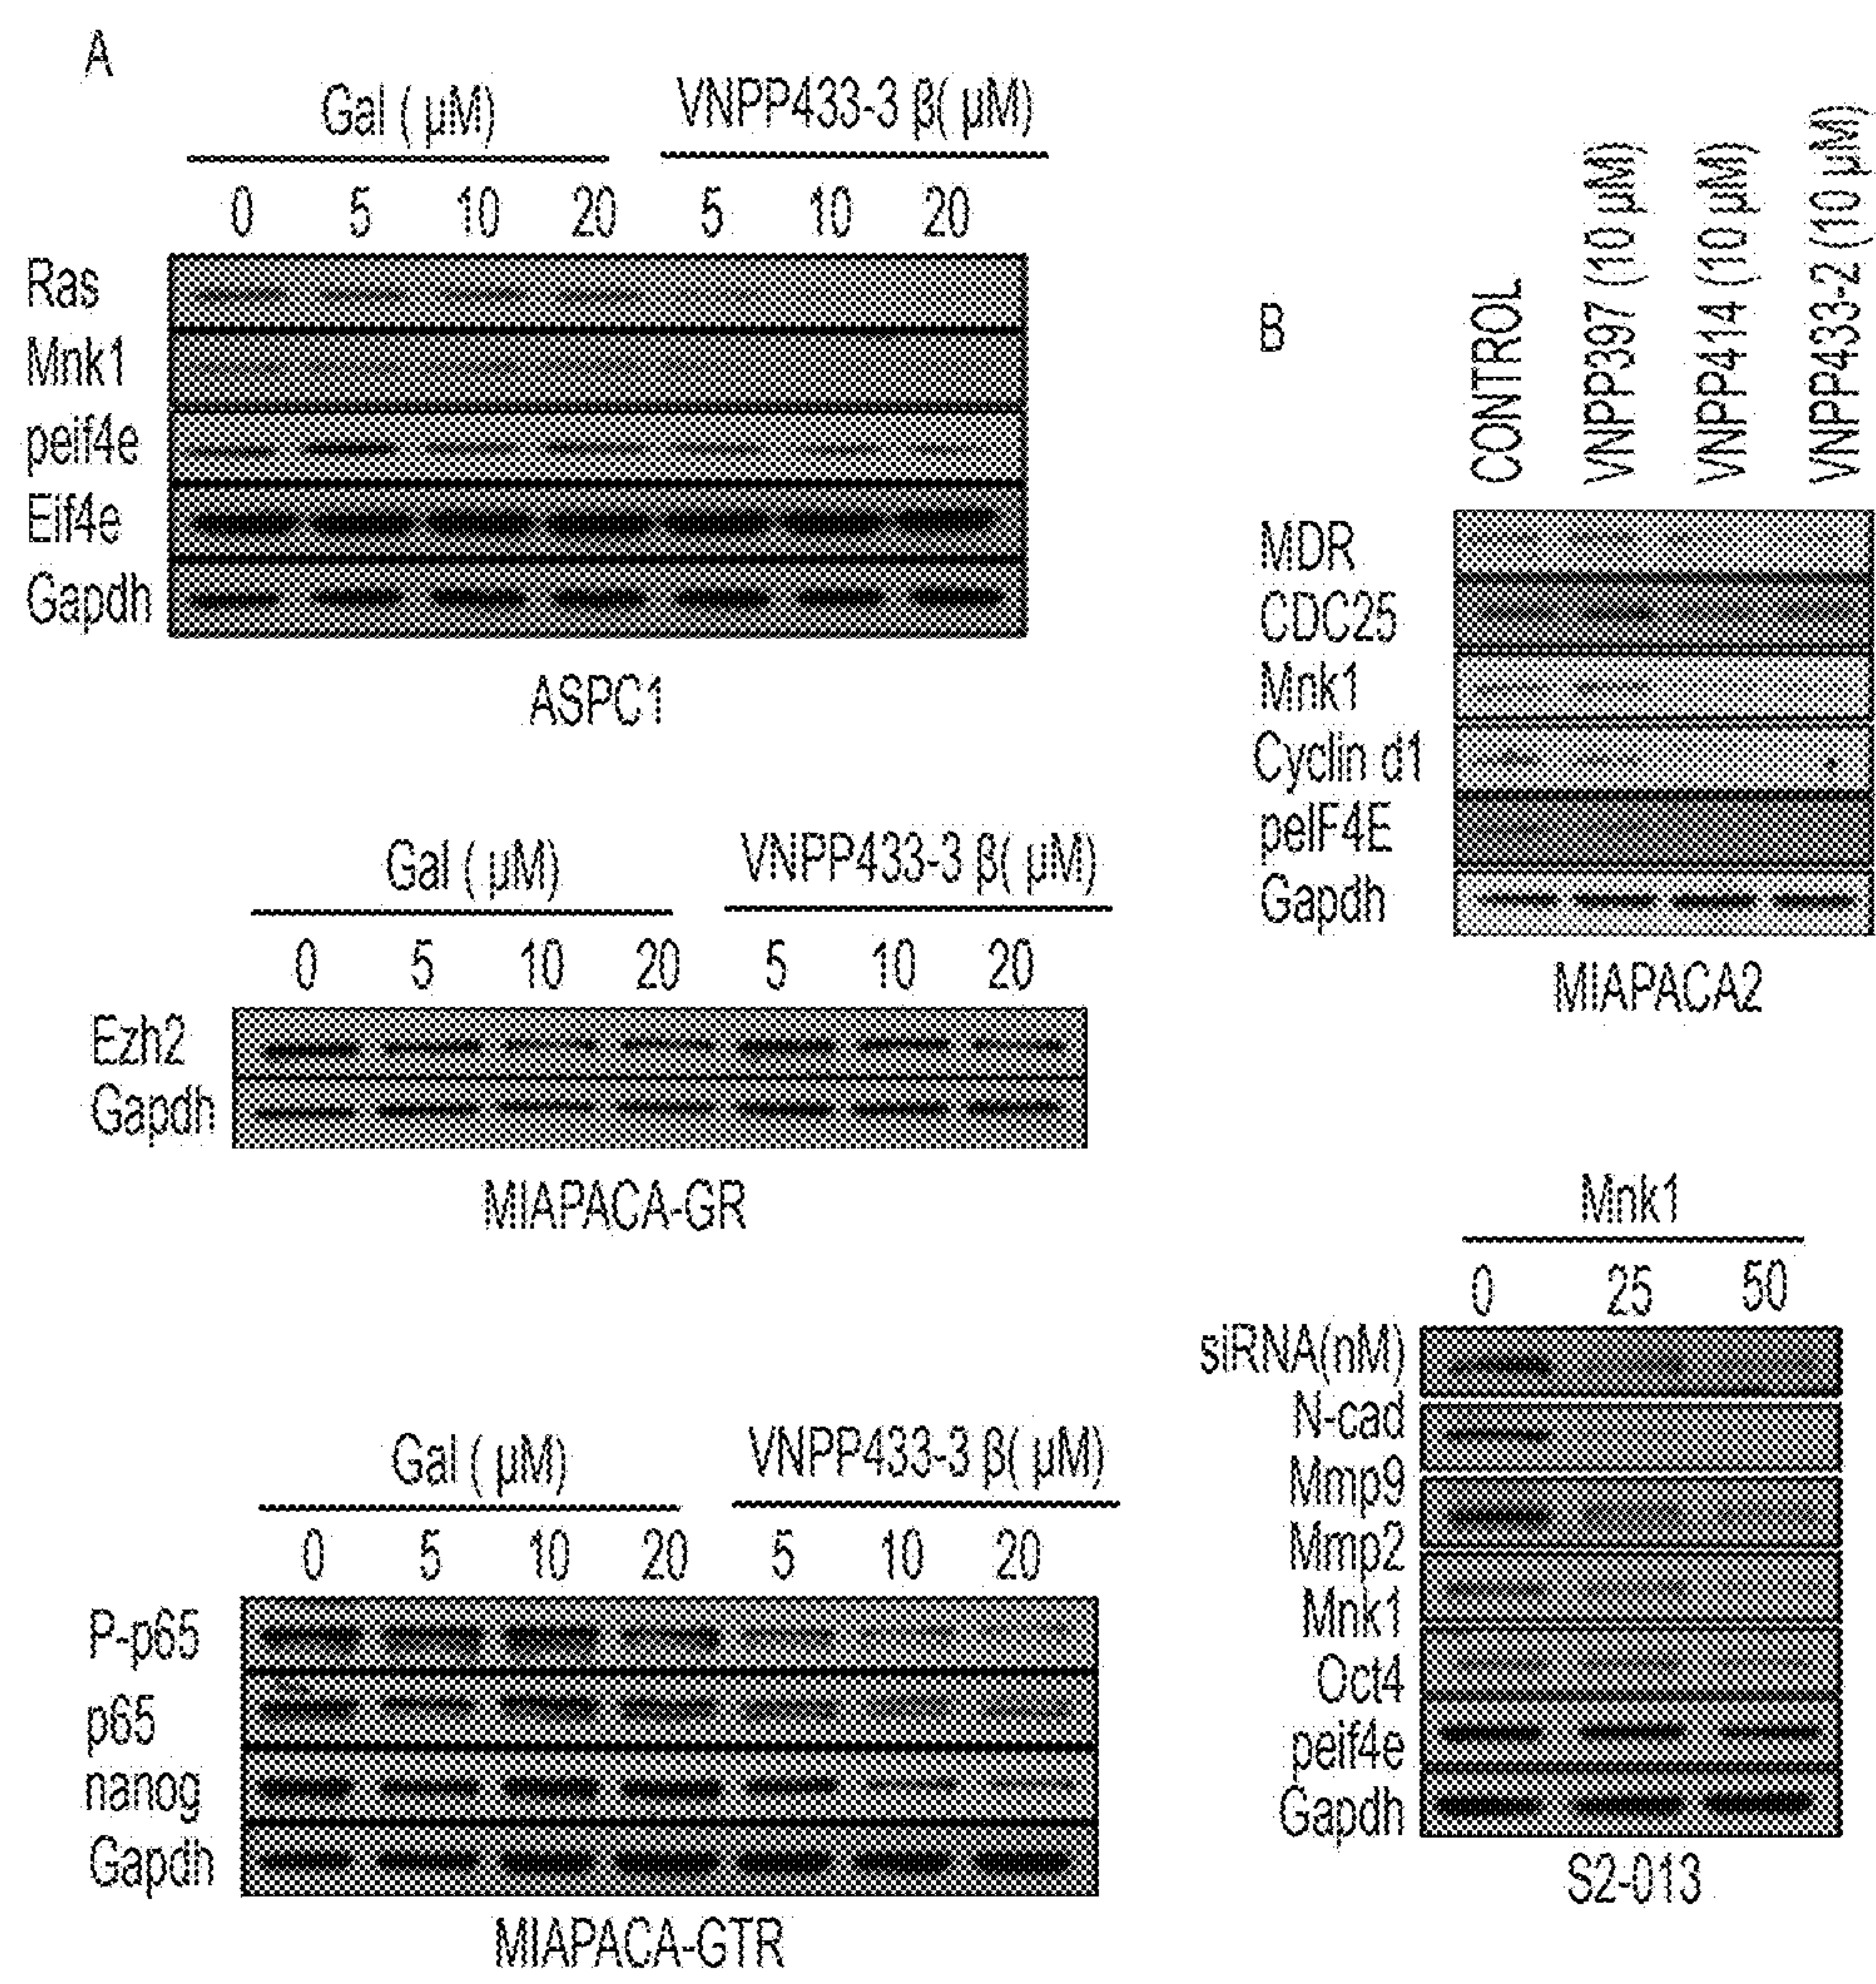 A
Gal ( µM) VNPP433-3 β( µM)
0 5 10 20 5 10 20
Ras
Mnk1
peif4e
Eif4e
Gapdh
ASPC1
Gal ( µM) VNPP433-3 β( µM)
0 5 10 20 5 10 20
Ezh2
Gapdh
MIAPACA-GR
Gal ( µM) VNPP433-3 β( µM)
0 5 10 20 5 10 20
P-p65
p65
nanog
Gapdh
MIAPACA-GTR
B
CONTROL
VNPP397 (10 µM)
VNPP414 (10 µM)
VNPP433-2 (10 µM)
MDR
CDC25
Mnk1
Cyclin d1
peIF4E
Gapdh
MIAPACA2
Mnk1
0 25 50
siRNA(nM)
N-cad
Mmp9
Mmp2
Mnk1
Oct4
peif4e
Gapdh
S2-013